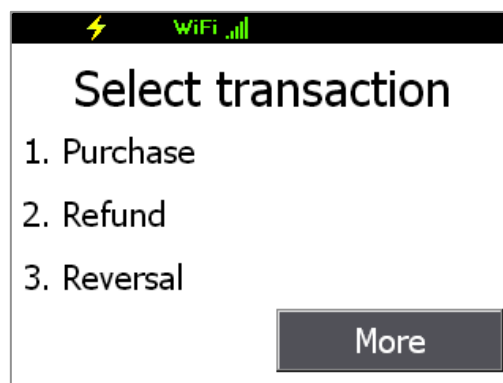 WiFi
Select transaction
1. Purchase
2. Refund
3. Reversal
More